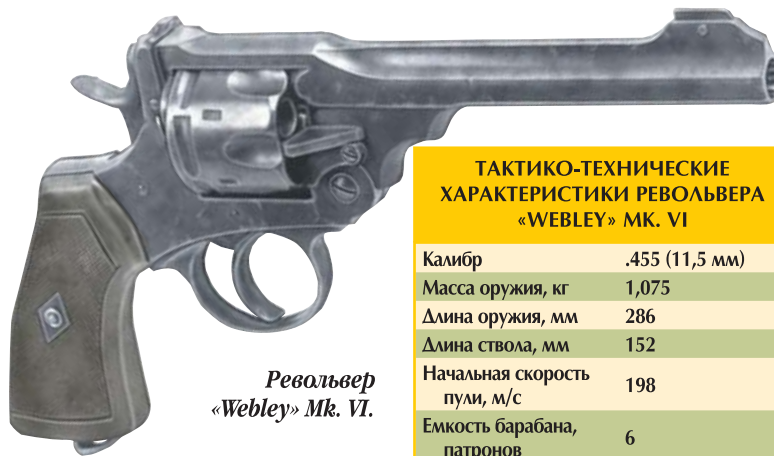 ТАКТИКО-ТЕХНИЧЕСКИЕ
ХАРАКТЕРИСТИКИ РЕВОЛЬВЕРА
«WEBLEY» MK. VI
Калибр .455 (11,5 мм)
Масса оружия, кг 1,075
Длина оружия, мм 286
Длина ствола, мм 152
Начальная скорость
пули, м/с 198
Емкость барабана,
патронов 6
Револьвер
«Webley» Mk. VI.